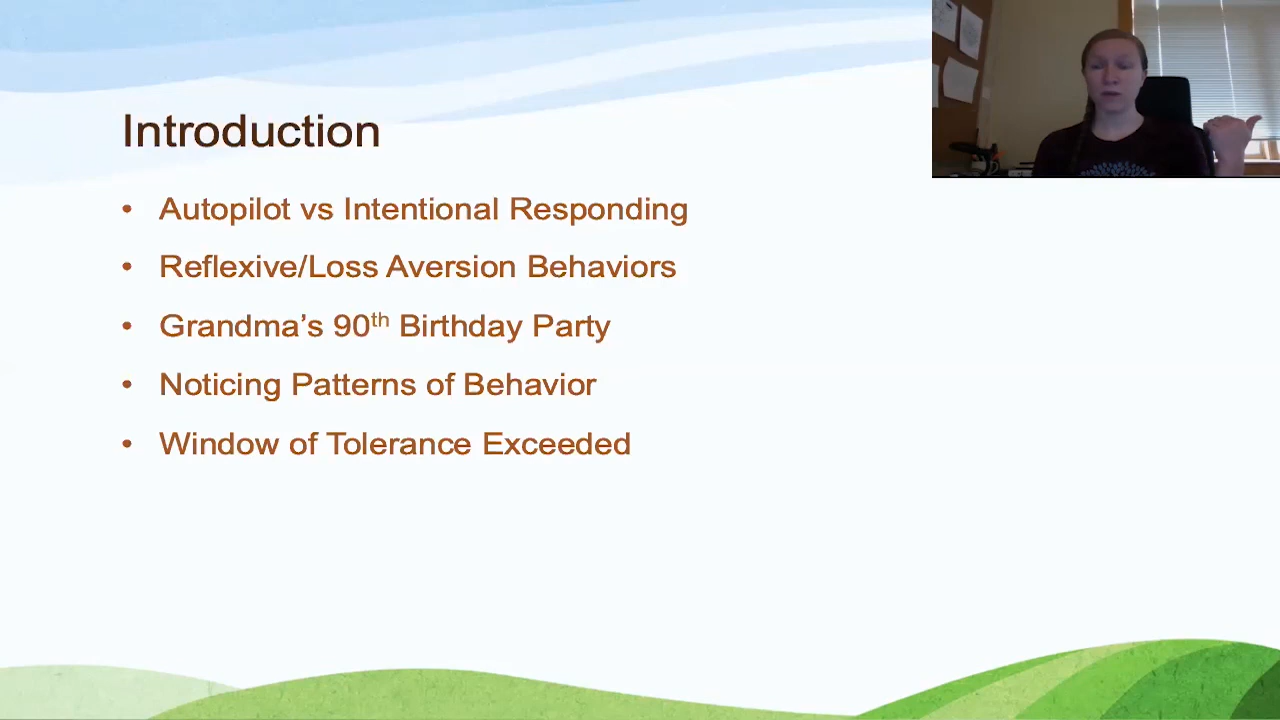 Introduction
• Autopilot vs Intentional Responding
• Reflexive/Loss Aversion Behaviors
• Grandma’s 90th Birthday Party
• Noticing Patterns of Behavior
• Window of Tolerance Exceeded